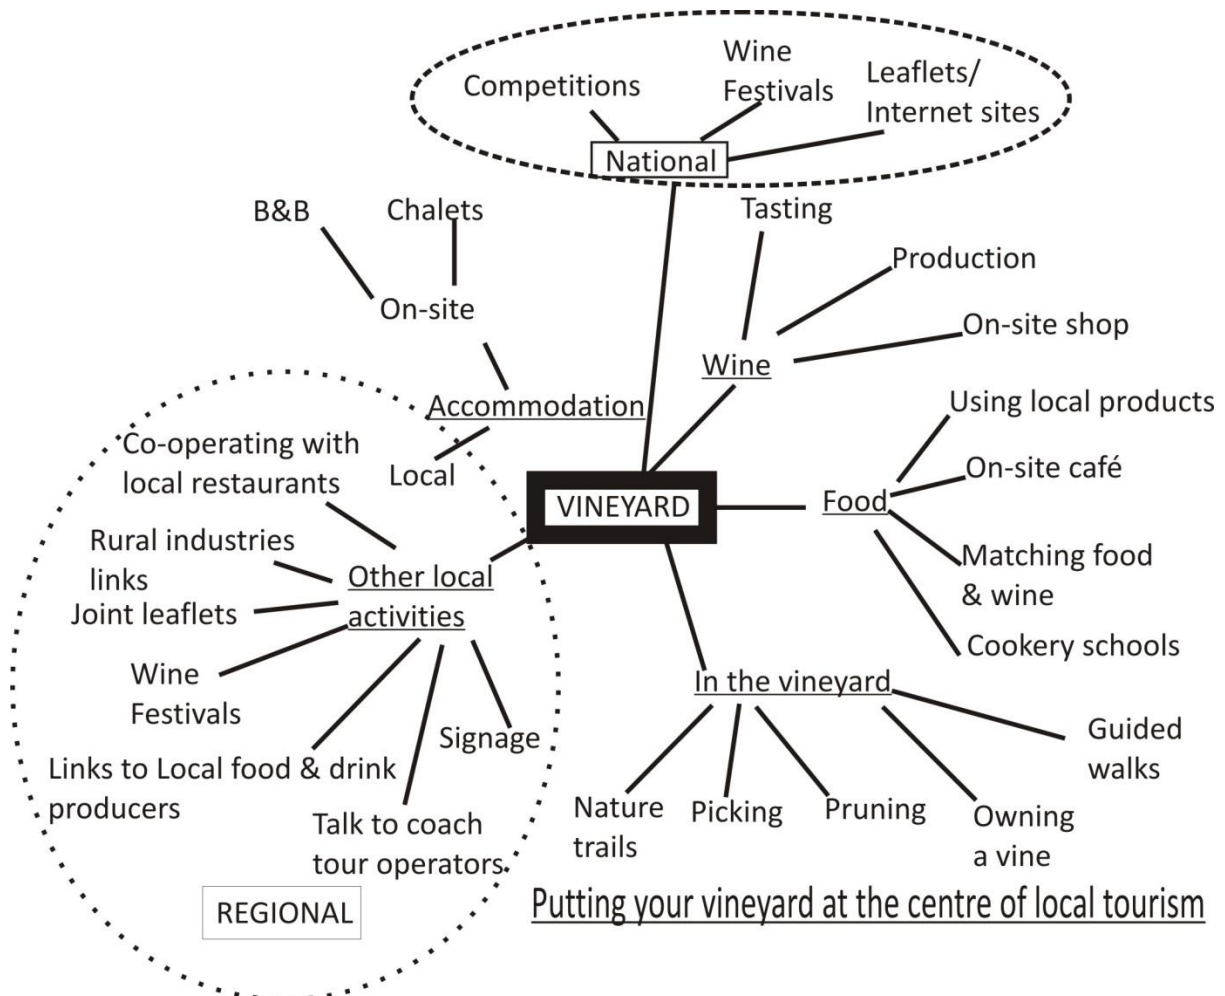 Competitions
Wine
Festivals
Leaflets/
Internet sites
National
B&B
Chalets
On-site
Accommodation
Local
Tasting
Production
On-site shop
Wine
Using local products
On-site café
Food
Matching food
& wine
Cookery schools
VINEYARD
Co-operating with
local restaurants
Rural industries
links
Joint leaflets
Other local
activities
Wine
Festivals
Links to Local food & drink
producers
Talk to coach
tour operators
Signage
REGIONAL
In the vineyard
Nature
trails
Picking
Pruning
Owning
a vine
Guided
walks
Putting your vineyard at the centre of local tourism